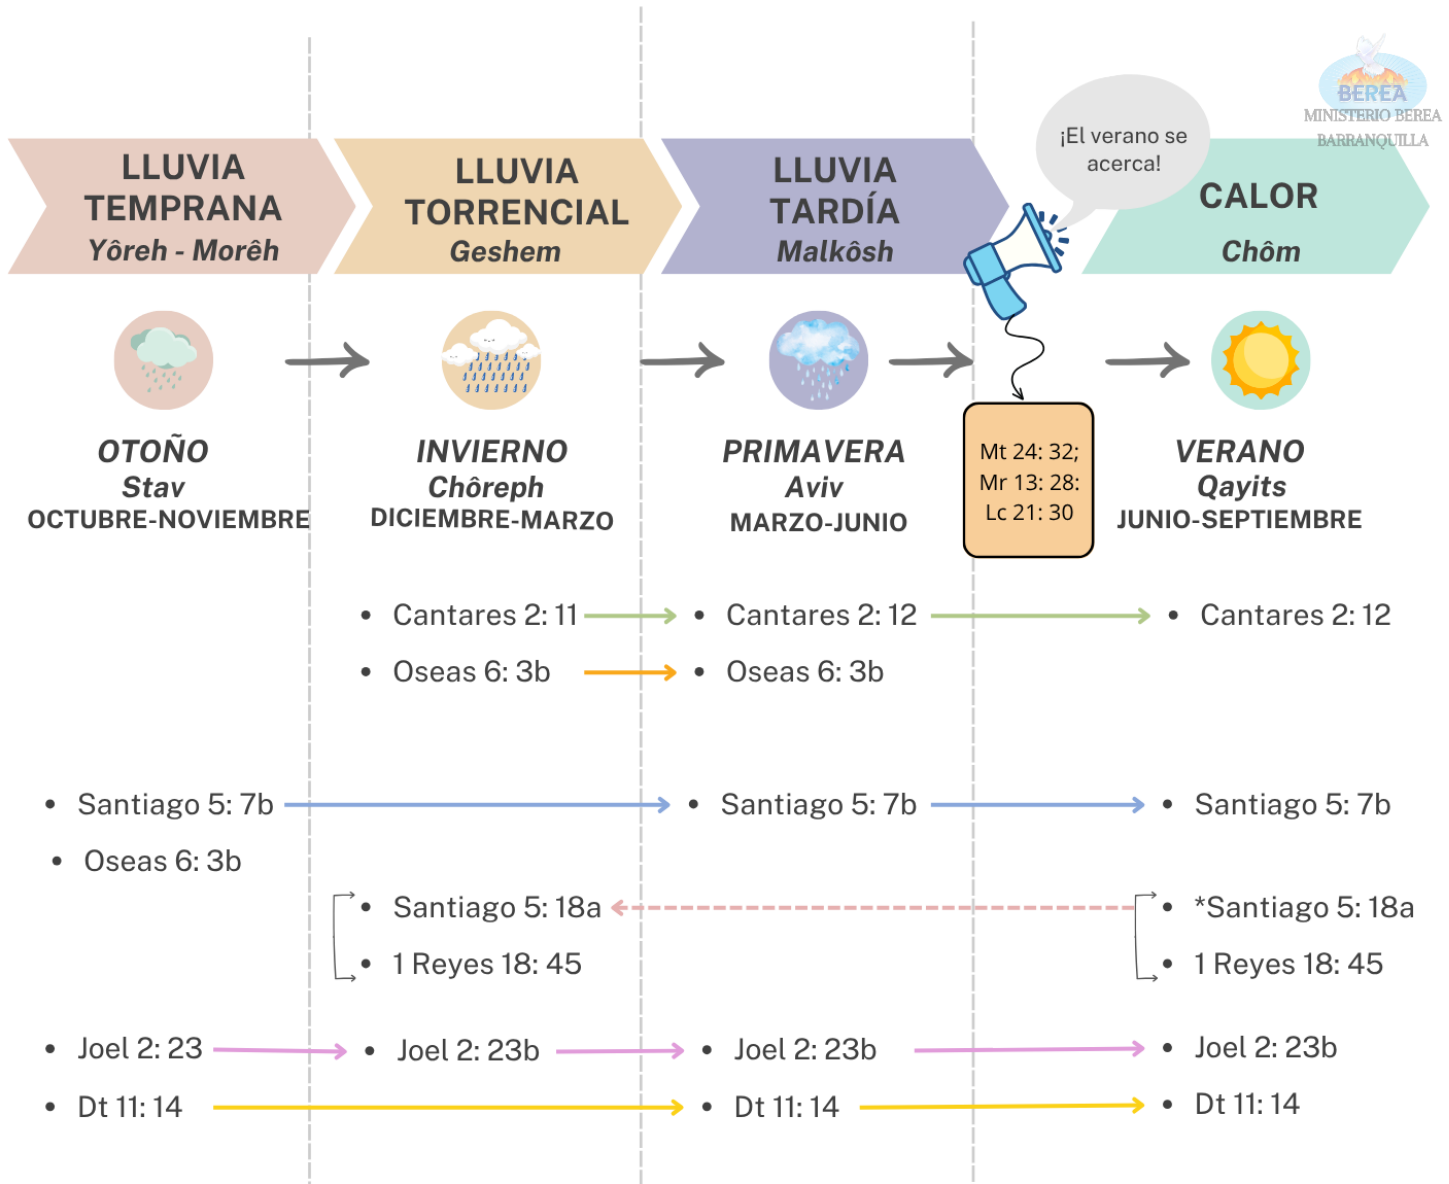 BEREA
MINISTERIO BEREA
BARRANQUILLA
¡El verano se
acerca!
LLUVIA
TEMPRANA
Yôreh - Morêh
LLUVIA
TORRENCIAL
Geshem
LLUVIA
TARDÍA
Malkôsh
CALOR
Chôm
OTOÑO
Stav
OCTUBRE-NOVIEMBRE
INVIERNO
Chôreph
DICIEMBRE-MARZO
PRIMAVERA
Aviv
MARZO-JUNIO
Mt 24: 32;
Mr 13: 28:
Lc 21: 30
VERANO
Qayits
JUNIO-SEPTIEMBRE
• Cantares 2: 11
• Cantares 2: 12
• Cantares 2: 12
• Oseas 6: 3b
• Oseas 6: 3b
• Santiago 5: 7b
• Santiago 5: 7b
• Santiago 5: 7b
• Oseas 6: 3b
• Santiago 5: 18a
• *Santiago 5: 18a
• 1 Reyes 18: 45
• 1 Reyes 18: 45
• Joel 2: 23
• Joel 2: 23b
• Joel 2: 23b
• Joel 2: 23b
• Dt 11: 14
• Dt 11: 14
• Dt 11: 14